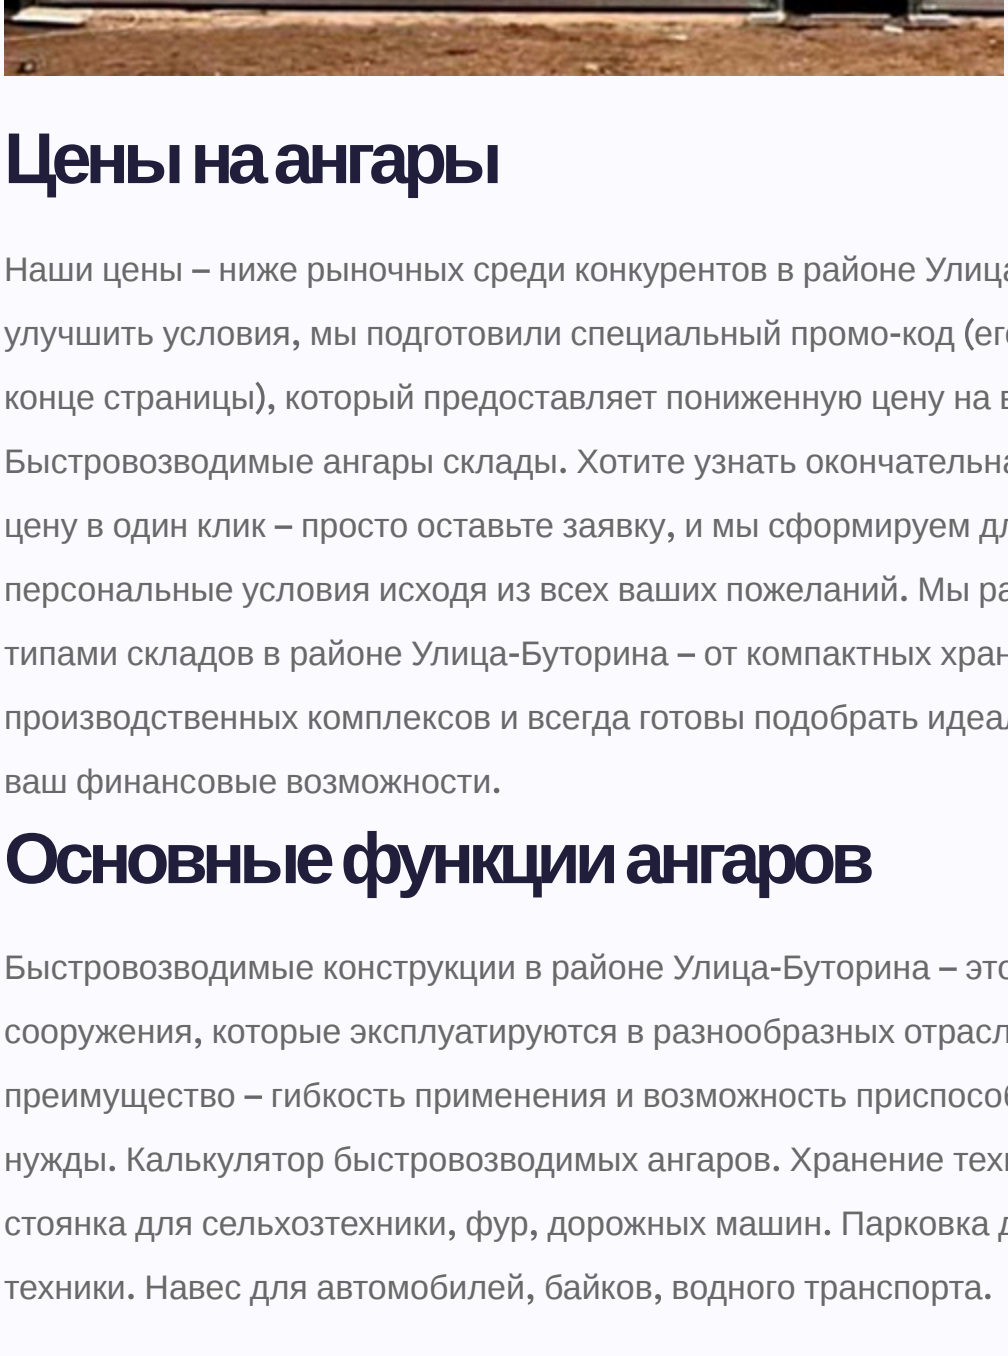 Цены на ангары
Наши цены – ниже рыночных среди конкурентов в районе
улучшить условия, мы подготовили специальный промо-код
конце страницы), который предоставляет пониженную цену на
Быстровозводимые ангары склады. Хотите узнать
цену в один клик – просто оставьте заявку, и мы сформируем
персональные условия исходя из всех ваших пожеланий. Мы
типами складов в районе Улица-Буторина – от компактных
производственных комплексов и всегда готовы подобрать
ваш финансовые возможности.
Основные функции ангаров
Быстровозводимые конструкции в районе Улица-Буторина –
сооружения, которые эксплуатируются в разнообразных
преимущество – гибкость применения и возможность
нужды. Калькулятор быстровозводимых ангаров. Хранение
стоянка для сельхозтехники, фур, дорожных машин. Парковка
техники. Навес для автомобилей, байков, водного транспорта.